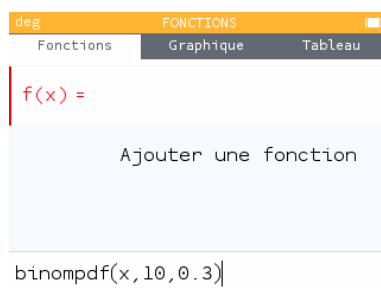 deg FONCTIONS
Fonctions Graphique Tableau
f(x) =
Ajouter une fonction
binompdf(x,10,0.3)